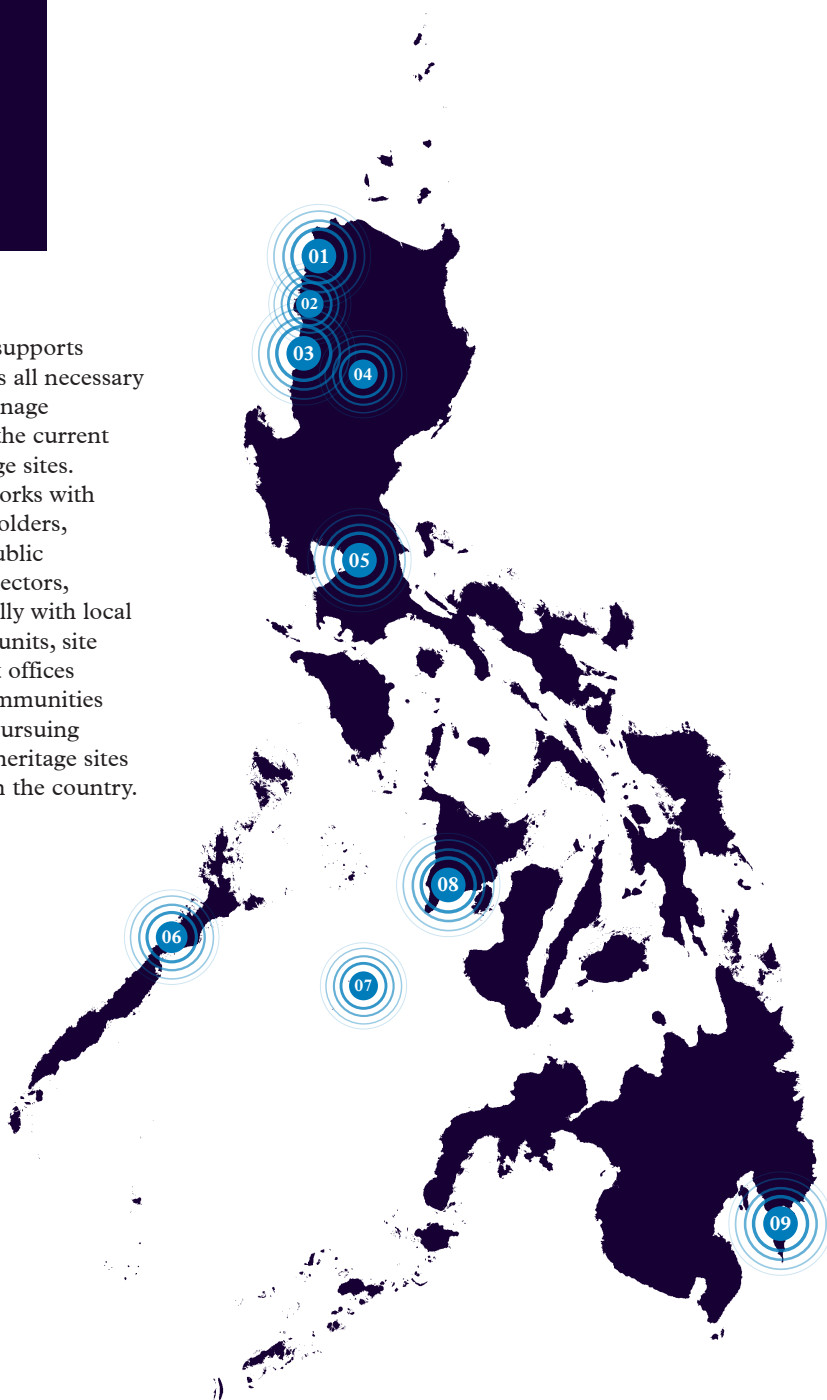 supports
s all necessary
nage
the current
ge sites.
orks with
olders,
ublic
ectors,
lly with local
units, site
t offices
mmunities
ursuing
heritage sites
n the country.
01
02
03
04
05
06
07
08
09